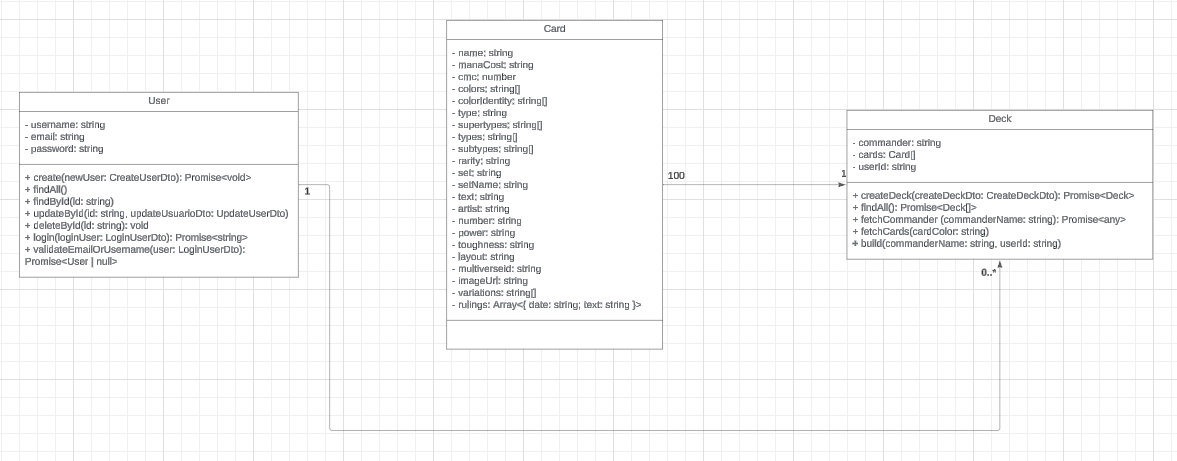 User
- username: string
- email: string
- password: string
+ create(newUser: CreateUserDto): Promise<void>
+ findAll()
+ findById(id: string)
+ updateById(id: string, updateUsuarioDto: UpdateUserDto)
+ deleteById(id: string): void
+ login(loginUser: LoginUserDto): Promise<string>
+ validateEmailOrUsername(user: LoginUserDto):
Promise<User | null>
1
Card
- name: string
- manaCost: string
- cmc: number
- colors: string[]
- colorIdentity: string[]
- type: string
- supertypes: string[]
- types: string[]
- subtypes: string[]
- rarity: string
- set: string
- setName: string
- text: string
- artist: string
- number: string
- power: string
- toughness: string
- layout: string
- multiverseid: string
- imageUrl: string
- variations: string[]
- rulings: Array<{ date: string; text: string }>
100
1
Deck
- commander: string
- cards: Card[]
- userId: string
+ createDeck(createDeckDto: CreateDeckDto): Promise<Deck>
+ findAll(): Promise<Deck[]>
+ fetchCommander (commanderName: string): Promise<any>
+ fetchCards(cardColor: string)
+ build(commanderName: string, userId: string)
0..*